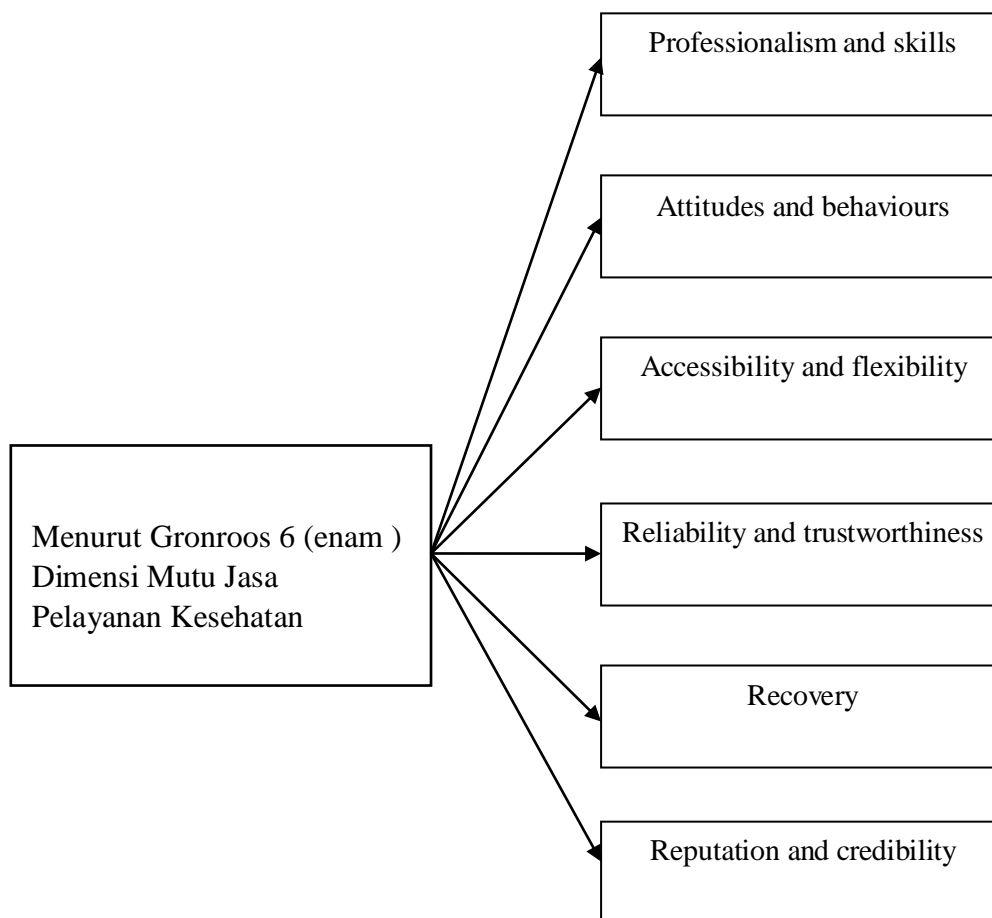 Professionalism and skills
Attitudes and behaviours
Accessibility and flexibility
Menurut Gronroos 6 (enam )
Dimensi Mutu Jasa
Pelayanan Kesehatan
Reliability and trustworthiness
Recovery
Reputation and credibility